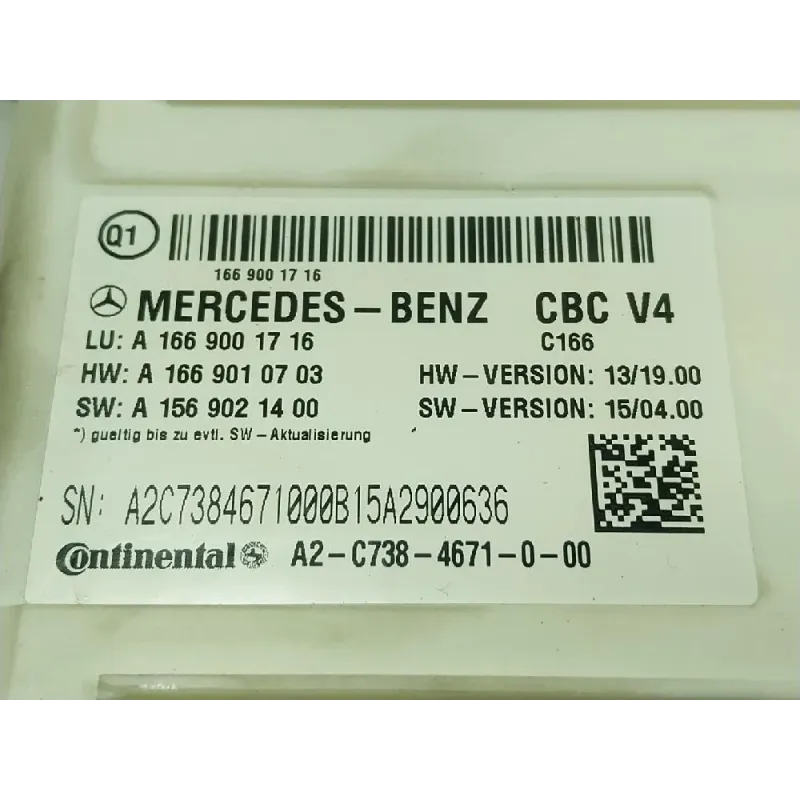 Q1
166 900 17 16
MERCEDES-BENZ CBC V4
LU: A 166 900 17 16 C166
HW: A 166 901 07 03 HW-VERSION: 13/19.00
SW: A 156 902 14 00 SW-VERSION: 15/04.00
*) gueltig bis zu evtl. SW-Aktualisierung
SN: A2C7384671000B15A2900636
Continental A2-C738-4671-0-00